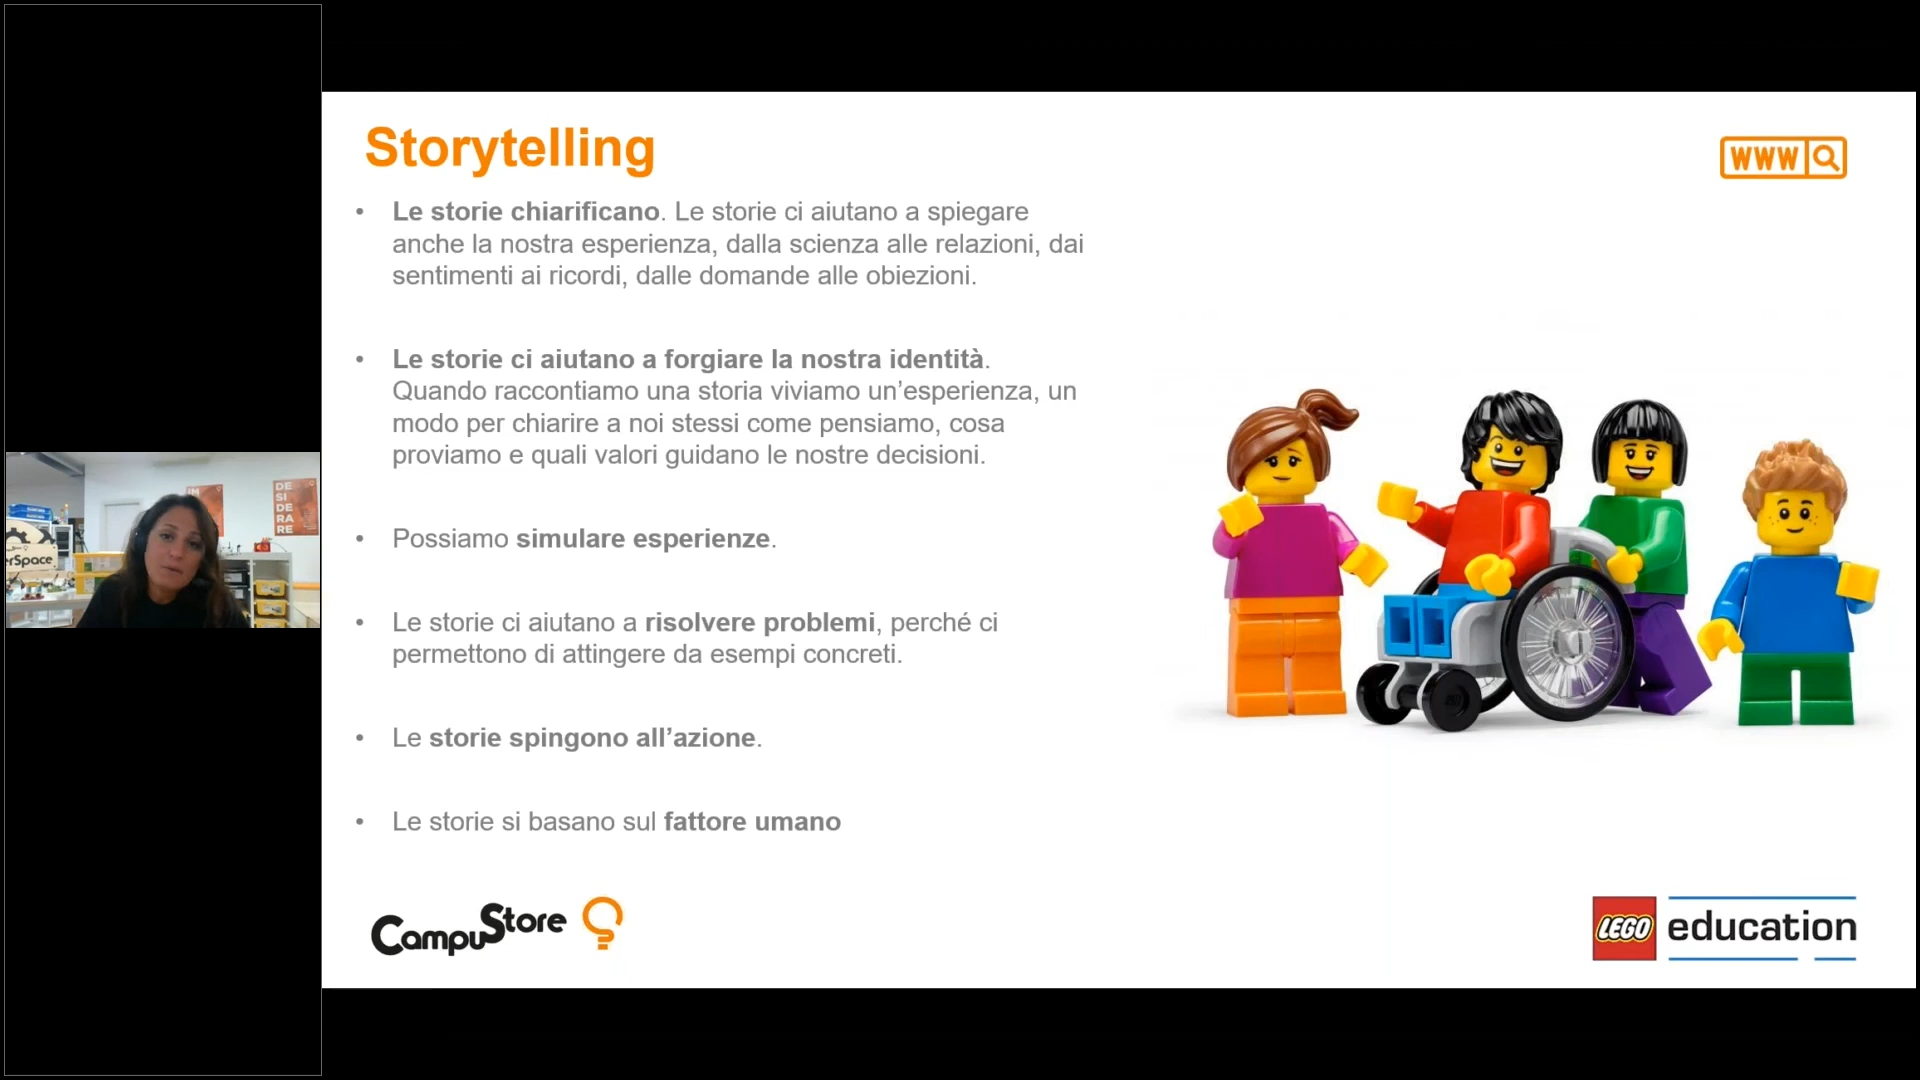 Storytelling
WWW
• Le storie chiarificano. Le storie ci aiutano a spiegare
anche la nostra esperienza, dalla scienza alle relazioni, dai
sentimenti ai ricordi, dalle domande alle obiezioni.
• Le storie ci aiutano a forgiare la nostra identità.
Quando raccontiamo una storia viviamo un’esperienza, un
modo per chiarire a noi stessi come pensiamo, cosa
proviamo e quali valori guidano le nostre decisioni.
• Possiamo simulare esperienze.
• Le storie ci aiutano a risolvere problemi, perché ci
permettono di attingere da esempi concreti.
• Le storie spingono all’azione.
• Le storie si basano sul fattore umano
CampuStore
LEGO education
IM
DE
SI
DE
RA
RE
erSpace